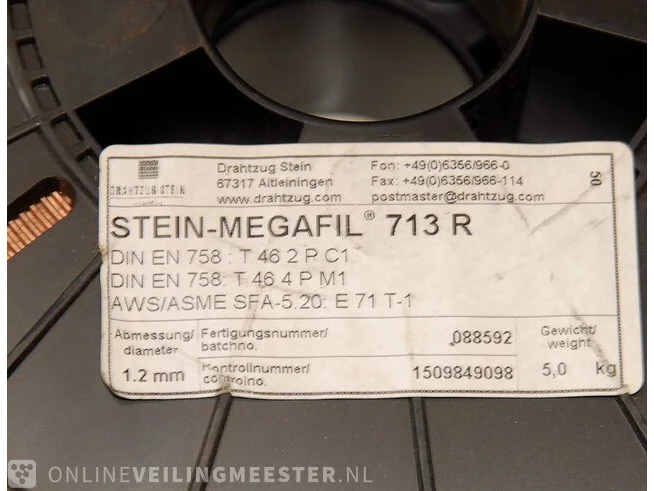 DRAHTZUG STEIN
Drahtzug Stein
67317 Altleiningen
www.drahtzug.com
Fon: +49(0)6356/966-0
Fax: +49(0)6356/966-114
postmaster@drahtzug.com
50
STEIN-MEGAFIL® 713 R
DIN EN 758 : T 46 2 P C1
DIN EN 758: T 46 4 P M1
AWS/ASME SFA-5.20: E 71 T-1
Abmessung/
diameter
1.2 mm
Fertigungsnummer/
batchno.
088592
Kontrollnummer/
controlno.
1509849098
Gewicht/
weight
5,0 kg
ONLINEVEILINGMEESTER.NL